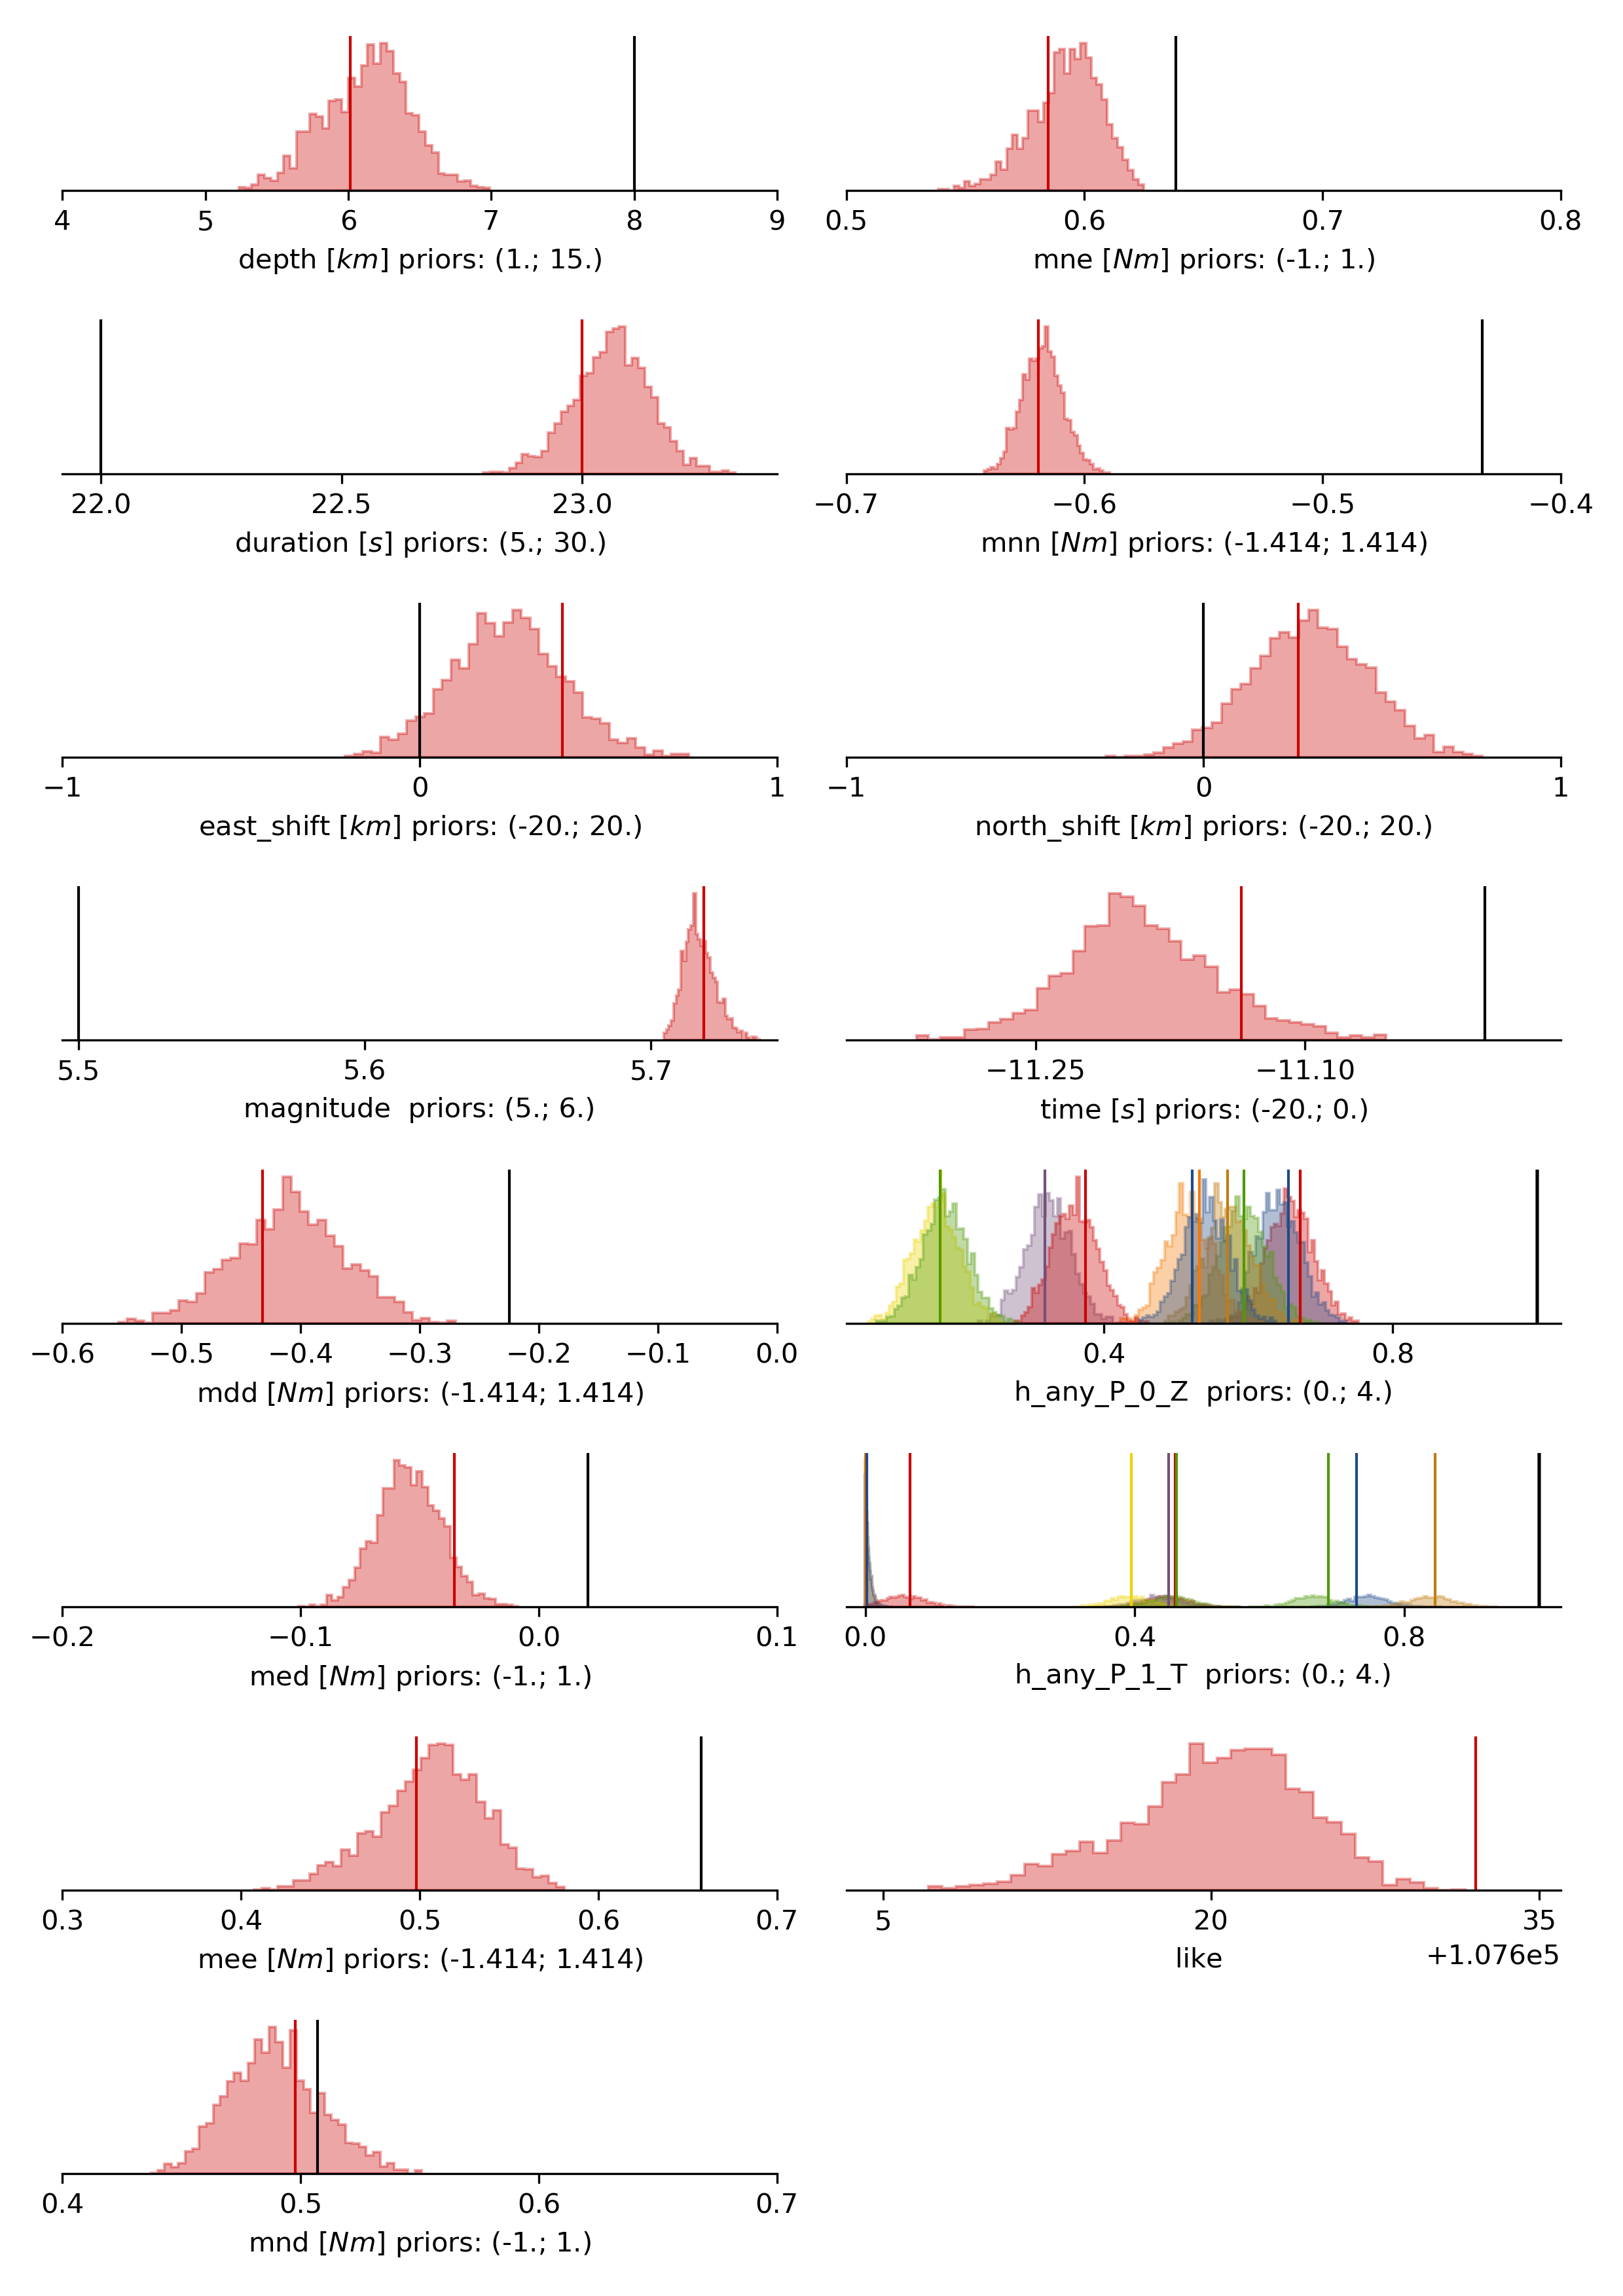 4 5 6 7 8 9
depth [km] priors: (1.; 15.)
0.5 0.6 0.7 0.8
mne [Nm] priors: (-1.; 1.)
22.0 22.5 23.0
duration [s] priors: (5.; 30.)
−0.7 −0.6 −0.5 −0.4
mnn [Nm] priors: (-1.414; 1.414)
−1 0 1
east_shift [km] priors: (-20.; 20.)
−1 0 1
north_shift [km] priors: (-20.; 20.)
5.5 5.6 5.7
magnitude priors: (5.; 6.)
−11.25 −11.10
time [s] priors: (-20.; 0.)
−0.6 −0.5 −0.4 −0.3 −0.2 −0.1 0.0
mdd [Nm] priors: (-1.414; 1.414)
0.4 0.8
h_any_P_0_Z priors: (0.; 4.)
−0.2 −0.1 0.0 0.1
med [Nm] priors: (-1.; 1.)
0.0 0.4 0.8
h_any_P_1_T priors: (0.; 4.)
0.3 0.4 0.5 0.6 0.7
mee [Nm] priors: (-1.414; 1.414)
5 20 35
like +1.076e5
0.4 0.5 0.6 0.7
mnd [Nm] priors: (-1.; 1.)